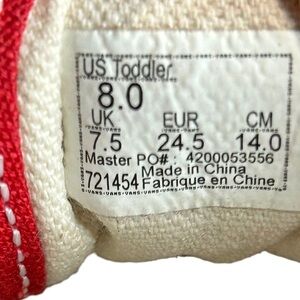 US Toddler
8.0
UK EUR CM
7.5 24.5 14.0
Master PO# : 4200053556
Made in China
721454 Fabrique en Chine